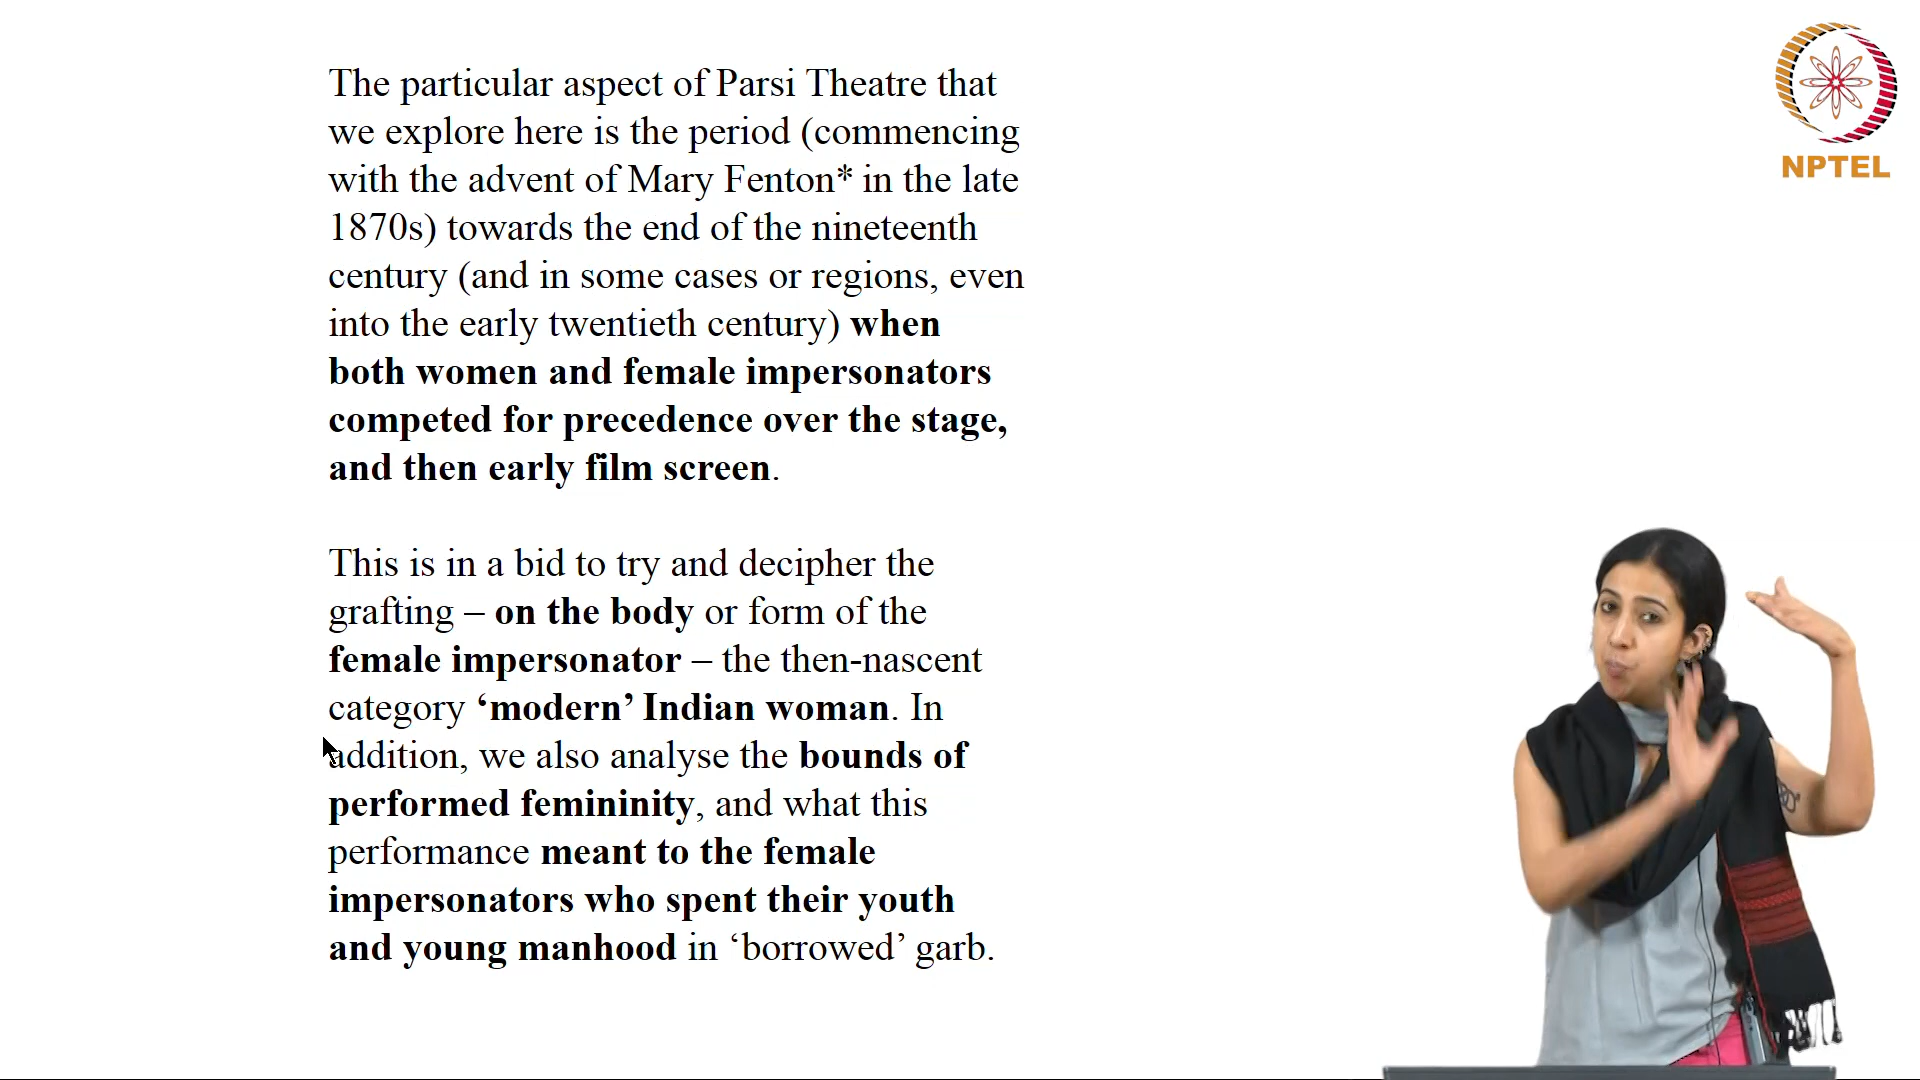 The particular aspect of Parsi Theatre that
we explore here is the period (commencing
with the advent of Mary Fenton* in the late
1870s) towards the end of the nineteenth
century (and in some cases or regions, even
into the early twentieth century) when
both women and female impersonators
competed for precedence over the stage,
and then early film screen.
This is in a bid to try and decipher the
grafting – on the body or form of the
female impersonator – the then-nascent
category ‘modern’ Indian woman. In
addition, we also analyse the bounds of
performed femininity, and what this
performance meant to the female
impersonators who spent their youth
and young manhood in ‘borrowed’ garb.
NPTEL